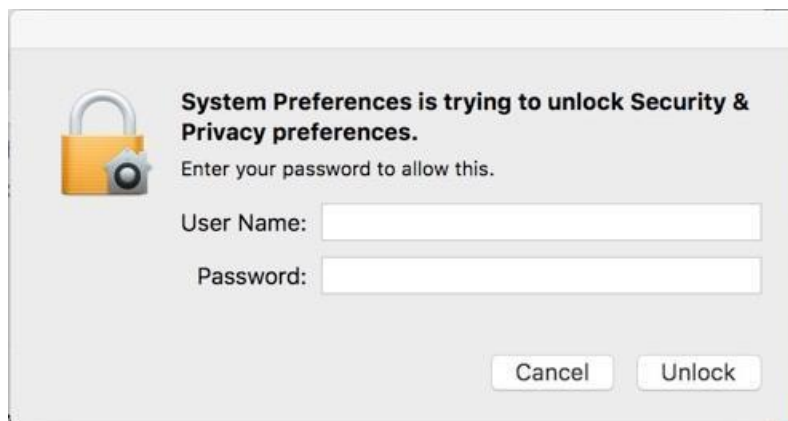 System Preferences is trying to unlock Security &
Privacy preferences.
Enter your password to allow this.
User Name:
Password:
Cancel
Unlock